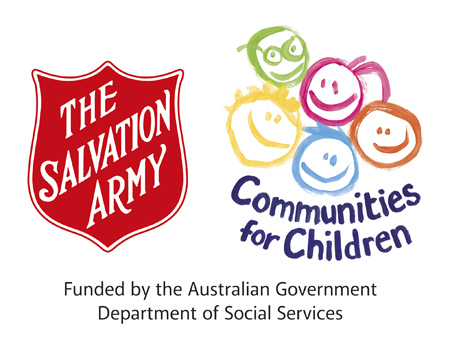 THE
SALVATION
ARMY
Communities
for Children
Funded by the Australian Government
Department of Social Services